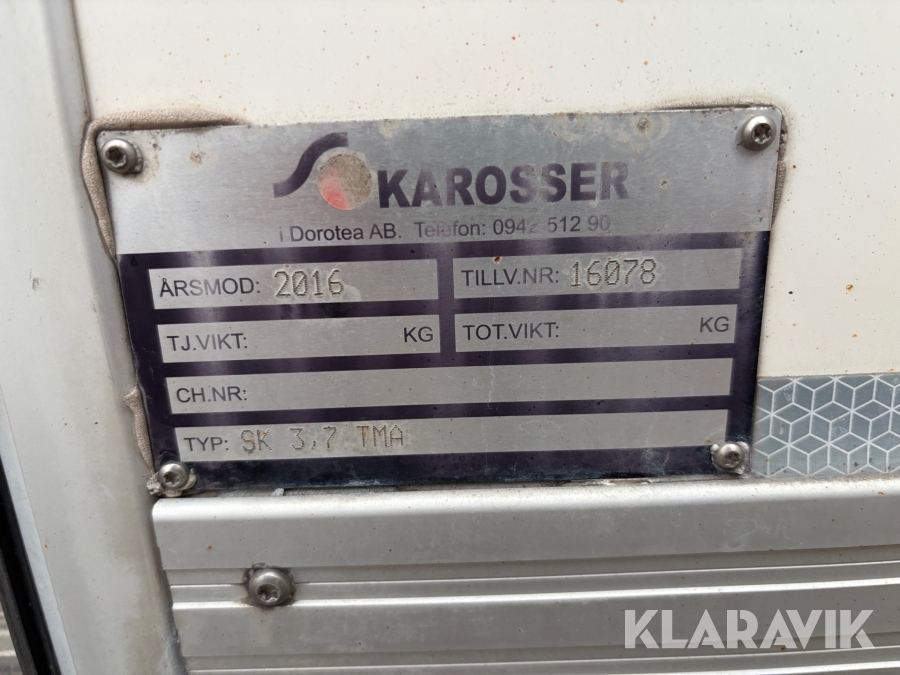 KAROSSER
i Dorotea AB. Telefon: 0942 512 90
ÅRSMOD: 2016 TILLV.NR: 16078
TJ.VIKT: KG TOT.VIKT: KG
CH.NR:
TYP: SK 3,7 TMA
KLARAVIK